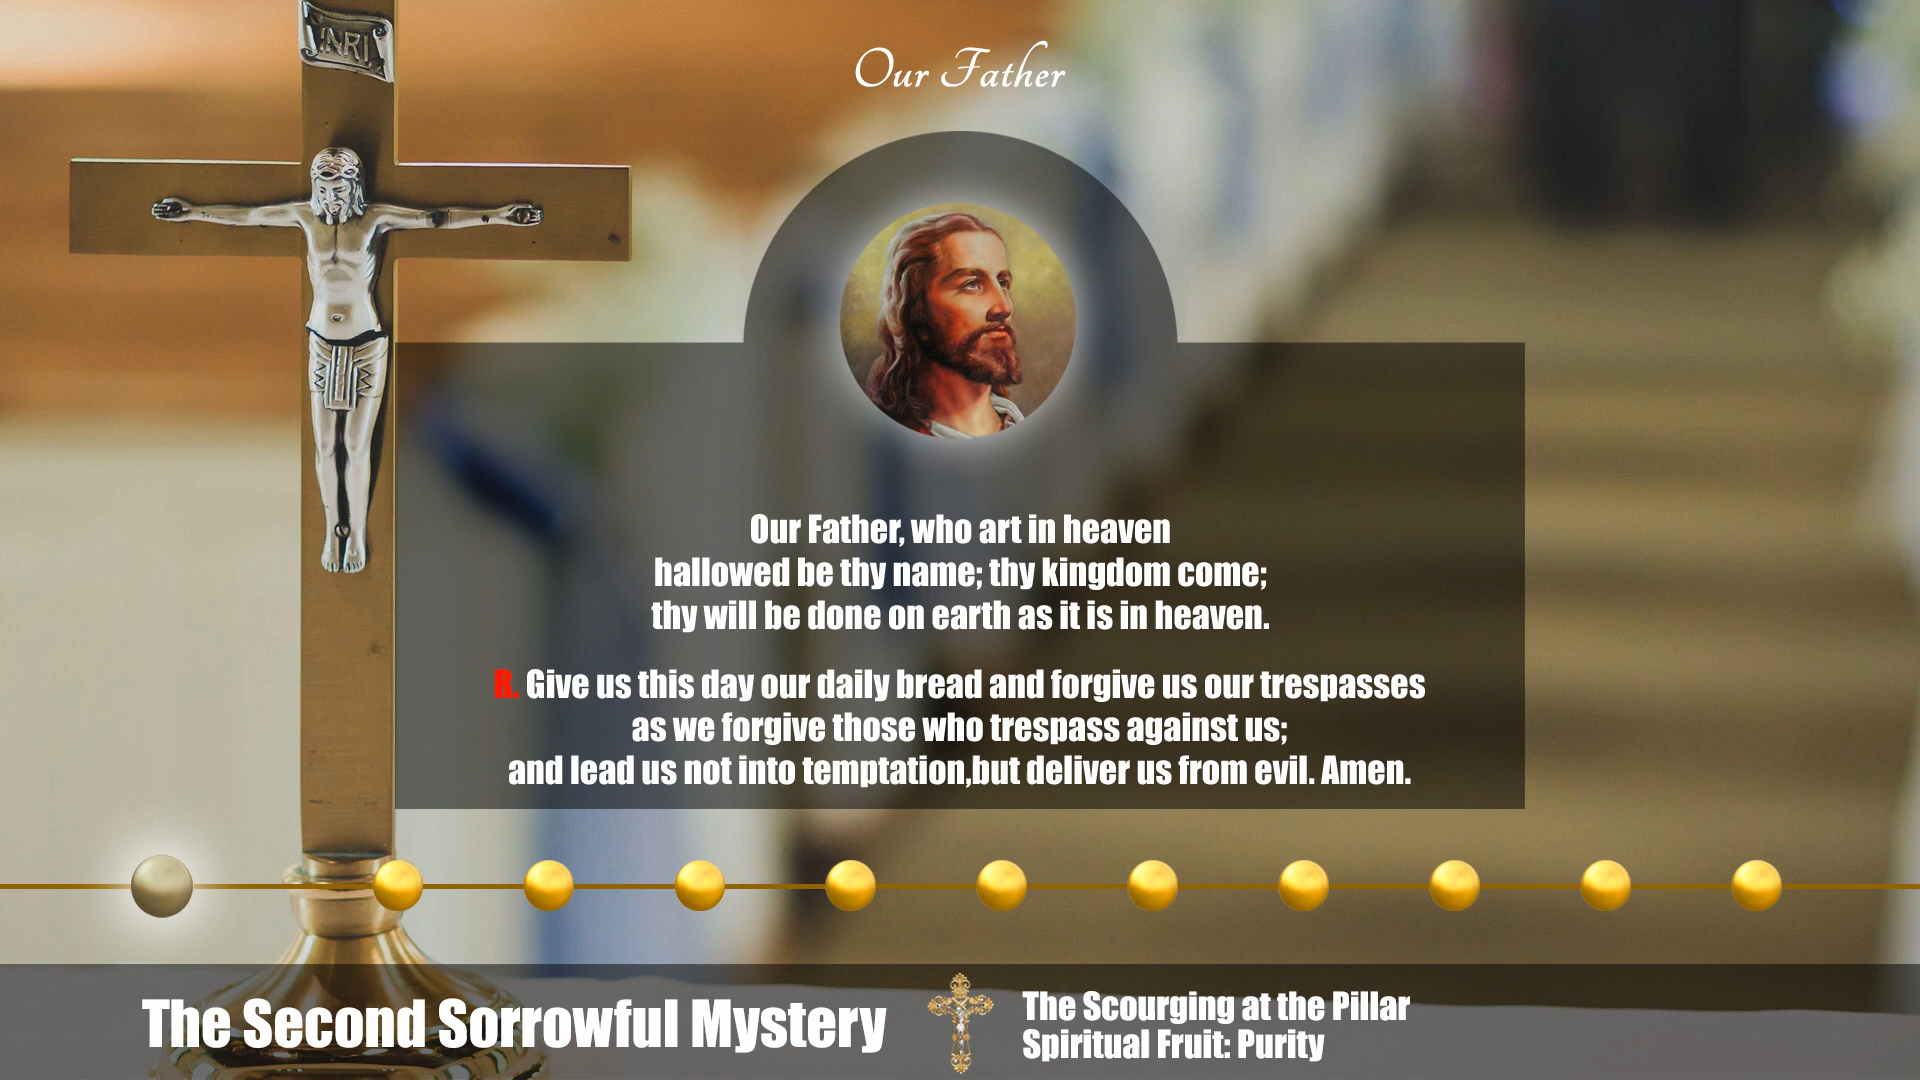 INRI
Our Father
Our Father, who art in heaven
hallowed be thy name; thy kingdom come;
thy will be done on earth as it is in heaven.
R. Give us this day our daily bread and forgive us our trespasses
as we forgive those who trespass against us;
and lead us not into temptation,but deliver us from evil. Amen.
The Second Sorrowful Mystery
The Scourging at the Pillar
Spiritual Fruit: Purity